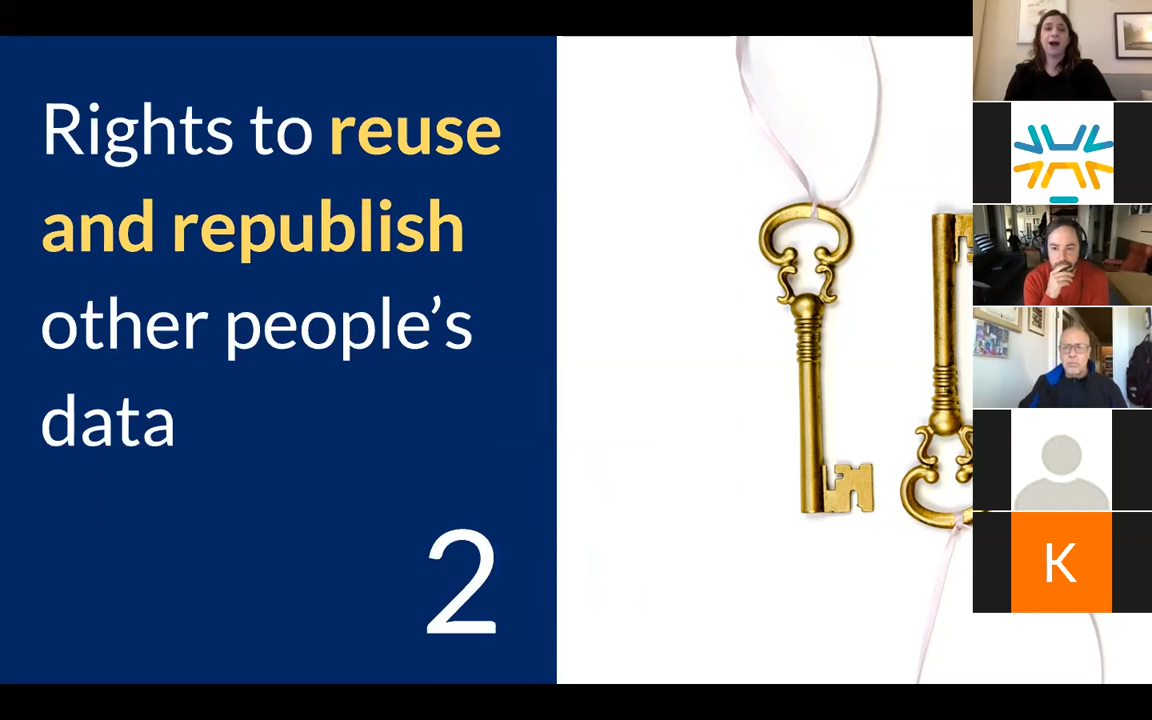 Rights to reuse
and republish
other people’s
data
2
K